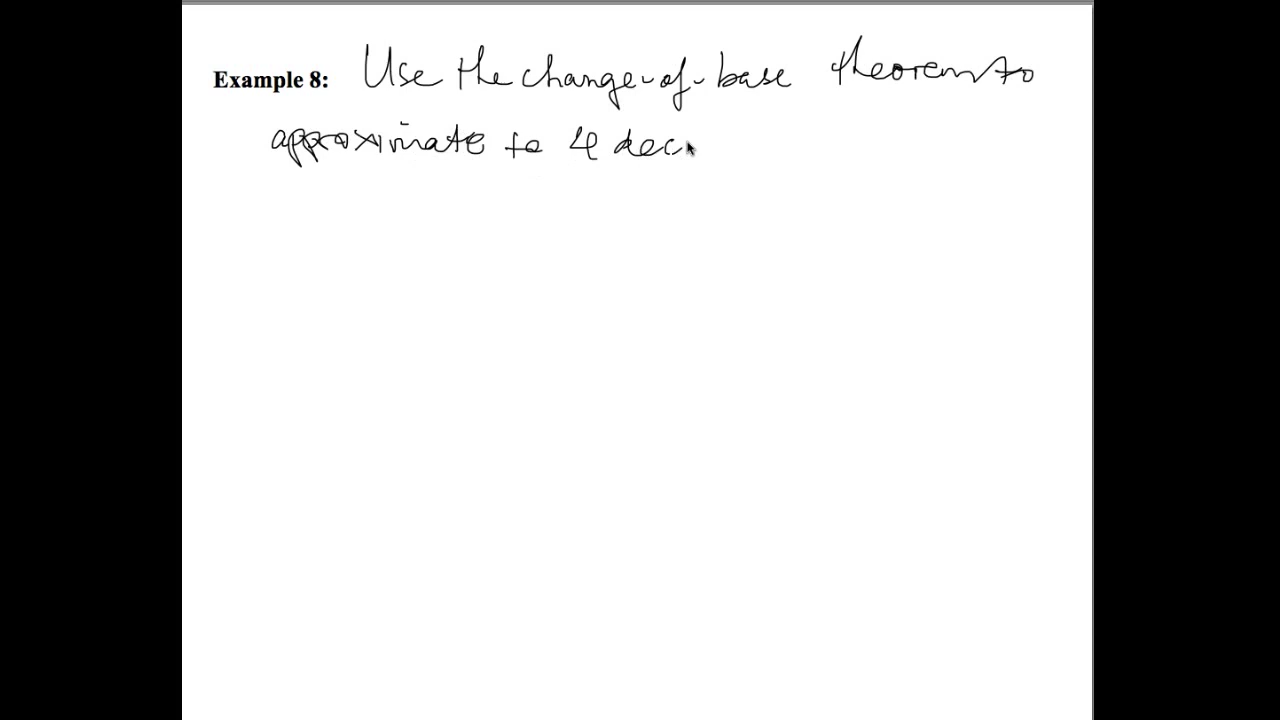 Example 8: Use the change-of-base theorem to
approximate to 4 dec